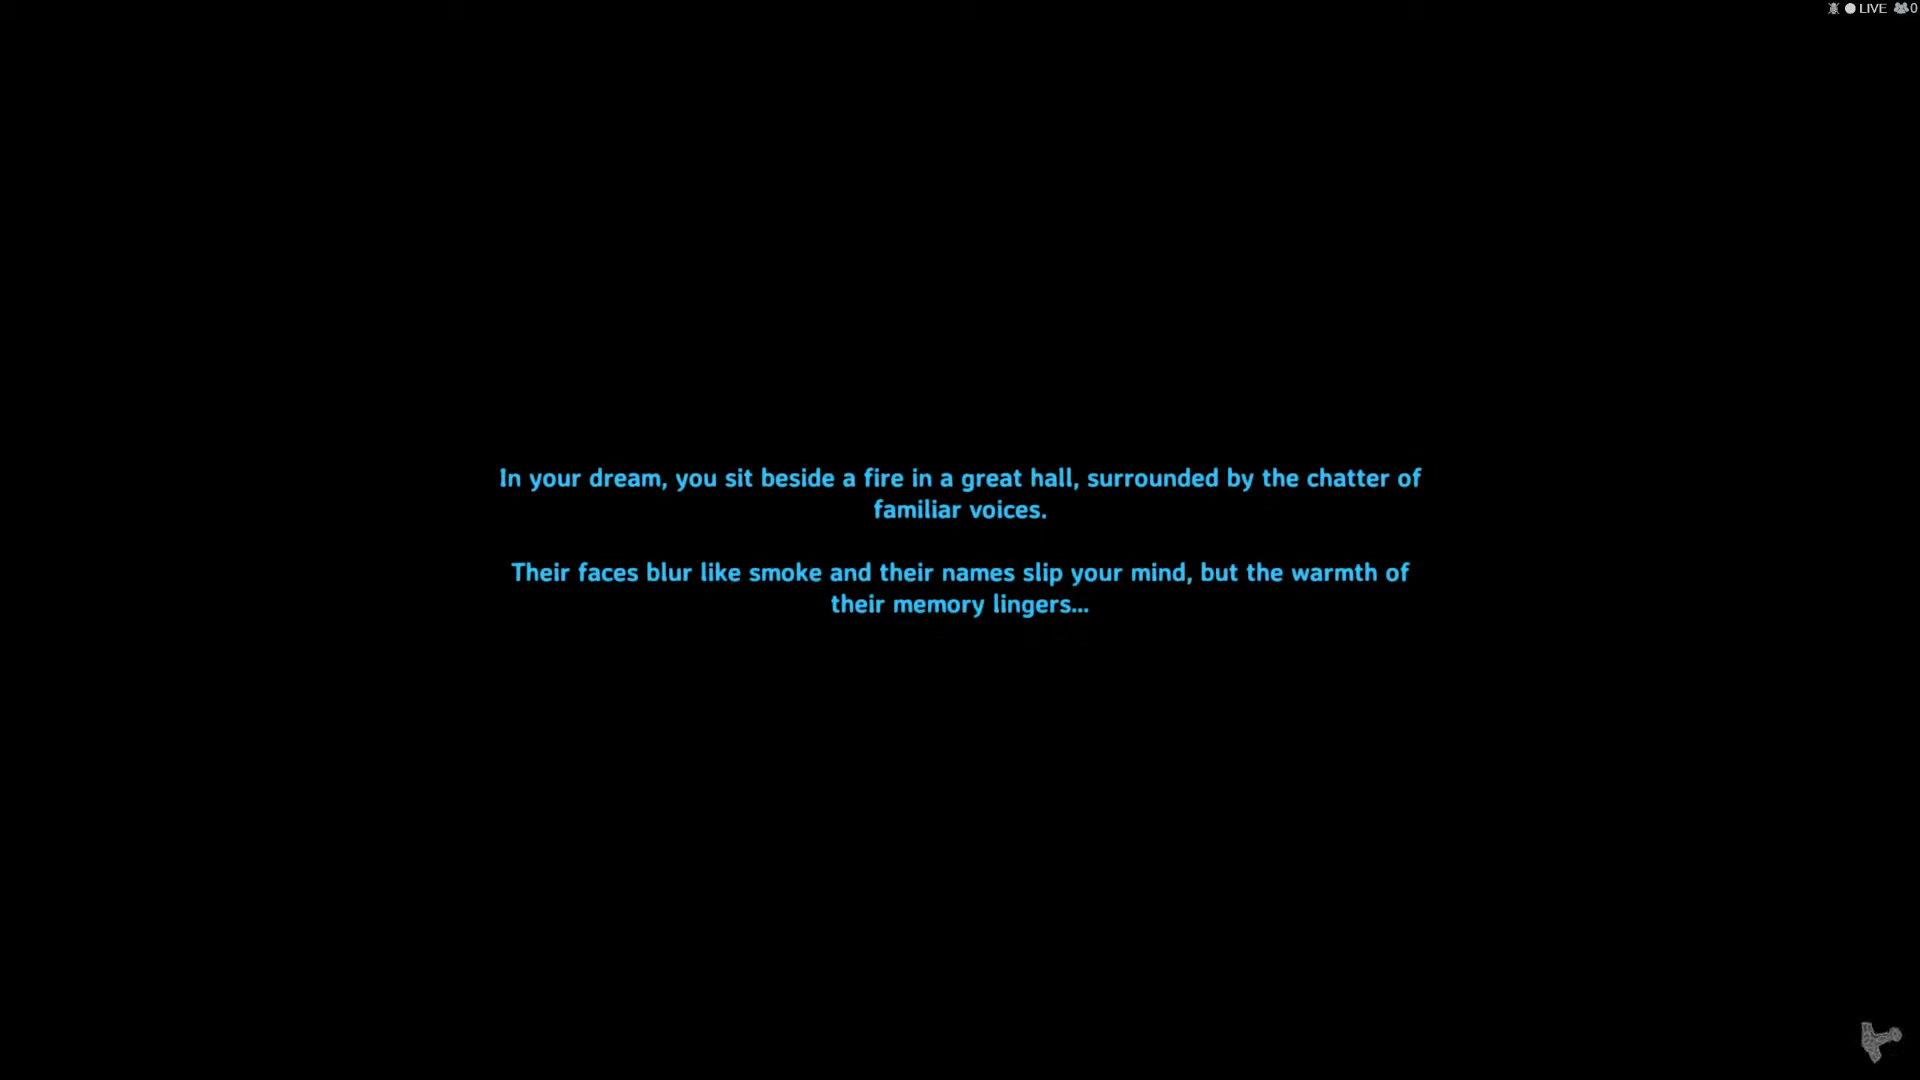 LIVE 0
In your dream, you sit beside a fire in a great hall, surrounded by the chatter of
familiar voices.
Their faces blur like smoke and their names slip your mind, but the warmth of
their memory lingers...